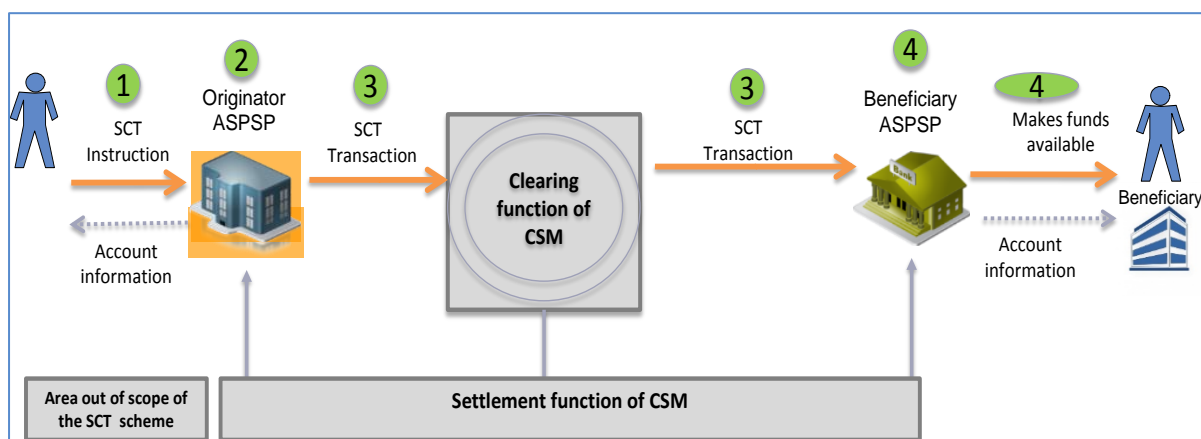 1
SCT
Instruction
Account
information
2
Originator
ASPSP
3
SCT
Transaction
Clearing
function of
CSM
3
SCT
Transaction
4
Beneficiary
ASPSP
Bank
4
Makes funds
available
Beneficiary
Account
information
Area out of scope of
the SCT scheme
Settlement function of CSM